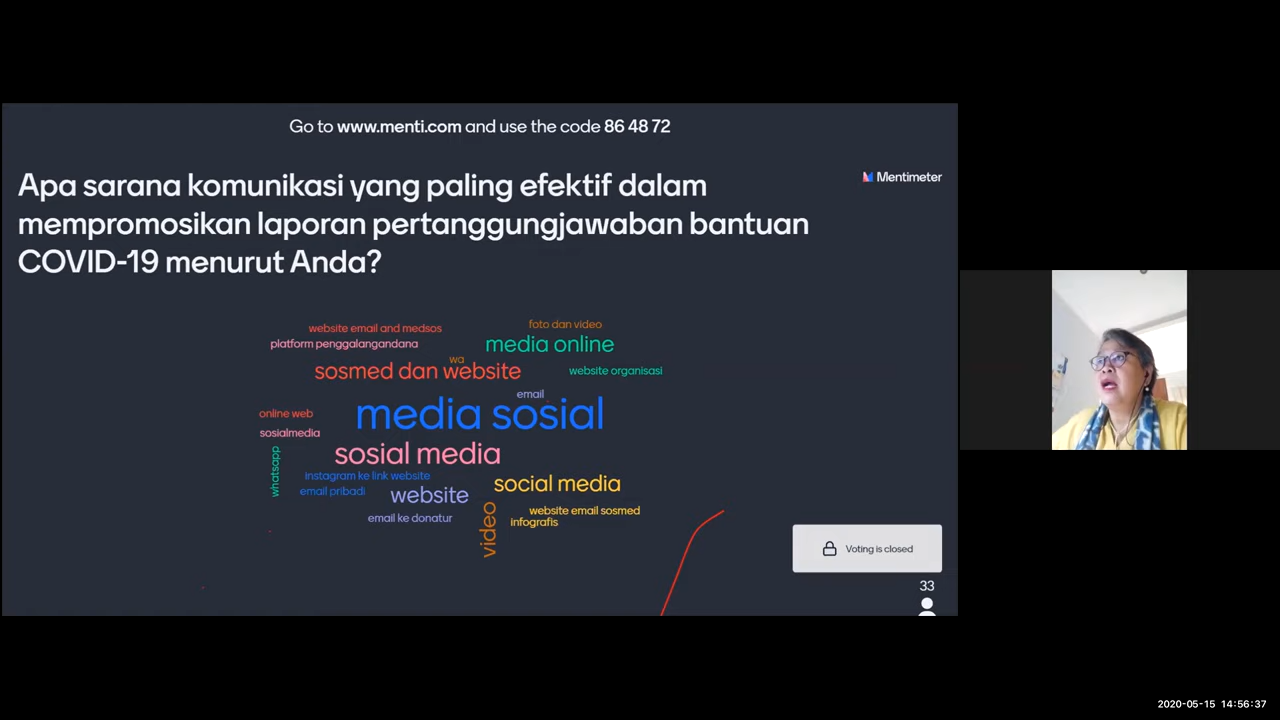 Go to www.menti.com and use the code 86 48 72
Mentimeter
Apa sarana komunikasi yang paling efektif dalam
mempromosikan laporan pertanggungjawaban bantuan
COVID-19 menurut Anda?
website email and medsos
foto dan video
platform penggalangandana
media online
wa
sosmed dan website
website organisasi
email
online web
media sosial
sosialmedia
sosial media
whatsapp
instagram ke link website
social media
email pribadi
website
video
website email sosmed
email ke donatur
infografis
Voting is closed
33
2020-05-15 14:56:37